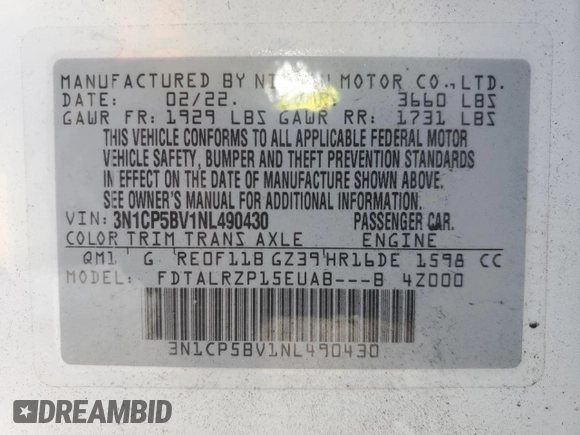 MANUFACTURED BY NISSAN MOTOR CO., LTD.
DATE: 02/22. 3660 LBS
GAWR FR: 1929 LBS GAWR RR: 1731 LBS
THIS VEHICLE CONFORMS TO ALL APPLICABLE FEDERAL MOTOR
VEHICLE SAFETY, BUMPER AND THEFT PREVENTION STANDARDS
IN EFFECT ON THE DATE OF MANUFACTURE SHOWN ABOVE.
SEE OWNER'S MANUAL FOR ADDITIONAL INFORMATION.
VIN: 3N1CP5BV1NL490430 PASSENGER CAR.
COLOR TRIM TRANS AXLE ENGINE
QM1 G RE0F11B GZ39 HR16DE 1598 CC
MODEL: FDTALRZP15EUAB---B 4Z000
3N1CP5BV1NL490430
DREAMBID